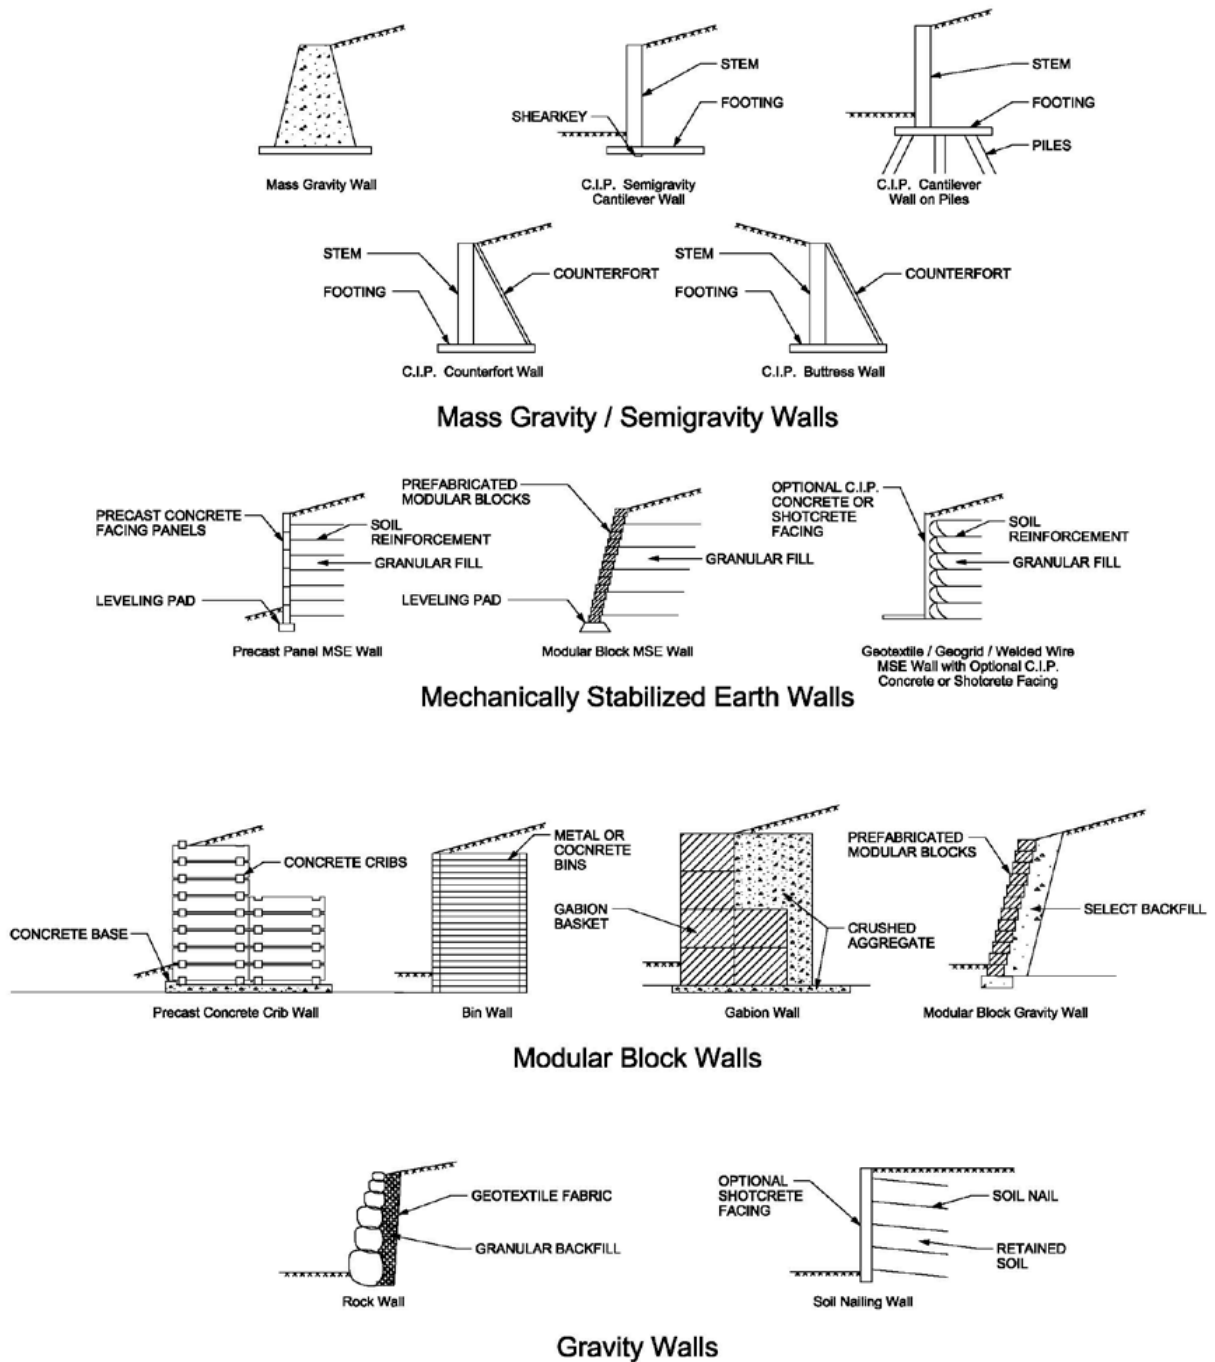 STEM
FOOTING
SHEARKEY
Mass Gravity Wall
C.I.P. Semigravity
Cantilever Wall
STEM
FOOTING
PILES
C.I.P. Cantilever
Wall on Piles
STEM
FOOTING
COUNTERFORT
C.I.P. Counterfort Wall
STEM
FOOTING
COUNTERFORT
C.I.P. Buttress Wall
Mass Gravity / Semigravity Walls
PRECAST CONCRETE
FACING PANELS
SOIL
REINFORCEMENT
GRANULAR FILL
LEVELING PAD
Precast Panel MSE Wall
PREFABRICATED
MODULAR BLOCKS
GRANULAR FILL
LEVELING PAD
Modular Block MSE Wall
OPTIONAL C.I.P.
CONCRETE OR
SHOTCRETE
FACING
SOIL
REINFORCEMENT
GRANULAR FILL
Geotextile / Geogrid / Welded Wire
MSE Wall with Optional C.I.P.
Concrete or Shotcrete Facing
Mechanically Stabilized Earth Walls
CONCRETE CRIBS
CONCRETE BASE
Precast Concrete Crib Wall
METAL OR
COCNRETE
BINS
Bin Wall
GABION
BASKET
CRUSHED
AGGREGATE
Gabion Wall
PREFABRICATED
MODULAR BLOCKS
SELECT BACKFILL
Modular Block Gravity Wall
Modular Block Walls
GEOTEXTILE FABRIC
GRANULAR BACKFILL
Rock Wall
OPTIONAL
SHOTCRETE
FACING
SOIL NAIL
RETAINED
SOIL
Soil Nailing Wall
Gravity Walls